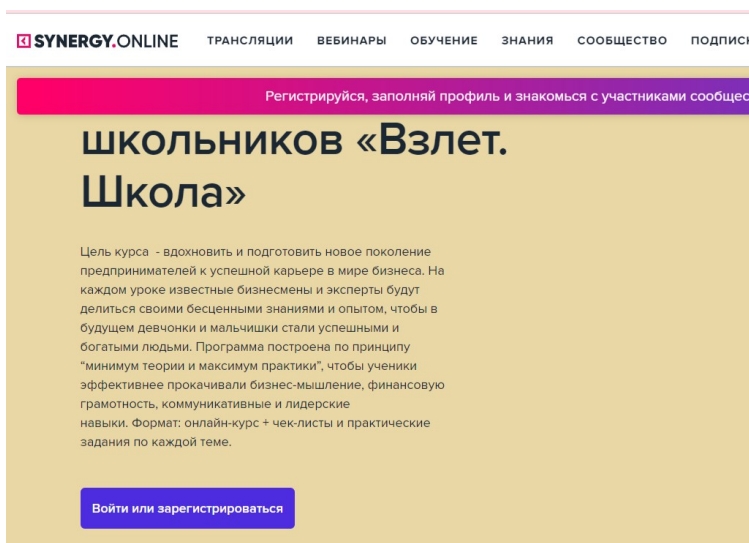 SYNERGY.ONLINE ТРАНСЛЯЦИИ ВЕБИНАРЫ ОБУЧЕНИЕ ЗНАНИЯ СООБЩЕСТВО
Регистрируйся, заполняй профиль и знакомься с участниками
школьников «Взлет.
Школа»
Цель курса - вдохновить и подготовить новое поколение
предпринимателей к успешной карьере в мире бизнеса. На
каждом уроке известные бизнесмены и эксперты будут
делиться своими бесценными знаниями и опытом, чтобы в
будущем девчонки и мальчишки стали успешными и
богатыми людьми. Программа построена по принципу
“минимум теории и максимум практики”, чтобы ученики
эффективнее прокачивали бизнес-мышление, финансовую
грамотность, коммуникативные и лидерские
навыки. Формат: онлайн-курс + чек-листы и практические
задания по каждой теме.
Войти или зарегистрироваться